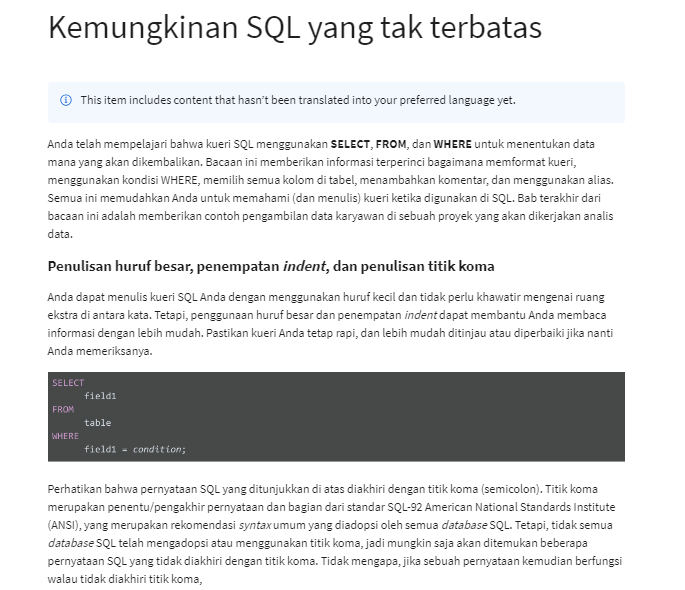 Kemungkinan SQL yang tak terbatas
This item includes content that hasn't been translated into your preferred language yet.
Anda telah mempelajari bahwa kueri SQL menggunakan SELECT, FROM, dan WHERE untuk menentukan data
mana yang akan dikembalikan. Bacaan ini memberikan informasi terperinci bagaimana memformat kueri,
menggunakan kondisi WHERE, memilih semua kolom di tabel, menambahkan komentar, dan menggunakan alias.
Semua ini memudahkan Anda untuk memahami (dan menulis) kueri ketika digunakan di SQL. Bab terakhir dari
bacaan ini adalah memberikan contoh pengambilan data karyawan di sebuah proyek yang akan dikerjakan analis
data.
Penulisan huruf besar, penempatan indent, dan penulisan titik koma
Anda dapat menulis kueri SQL Anda dengan menggunakan huruf kecil dan tidak perlu khawatir mengenai ruang
ekstra di antara kata. Tetapi, penggunaan huruf besar dan penempatan indent dapat membantu Anda membaca
informasi dengan lebih mudah. Pastikan kueri Anda tetap rapi, dan lebih mudah ditinjau atau diperbaiki jika nanti
Anda memeriksanya.
SELECT
field1
FROM
table
WHERE
field1 = condition;
Perhatikan bahwa pernyataan SQL yang ditunjukkan di atas diakhiri dengan titik koma (semicolon). Titik koma
merupakan penentu/pengakhir pernyataan dan bagian dari standar SQL-92 American National Standards Institute
(ANSI), yang merupakan rekomendasi syntax umum yang diadopsi oleh semua database SQL. Tetapi, tidak semua
database SQL telah mengadopsi atau menggunakan titik koma, jadi mungkin saja akan ditemukan beberapa
pernyataan SQL yang tidak diakhiri dengan titik koma. Tidak mengapa, jika sebuah pernyataan kemudian berfungsi
walau tidak diakhiri titik koma,